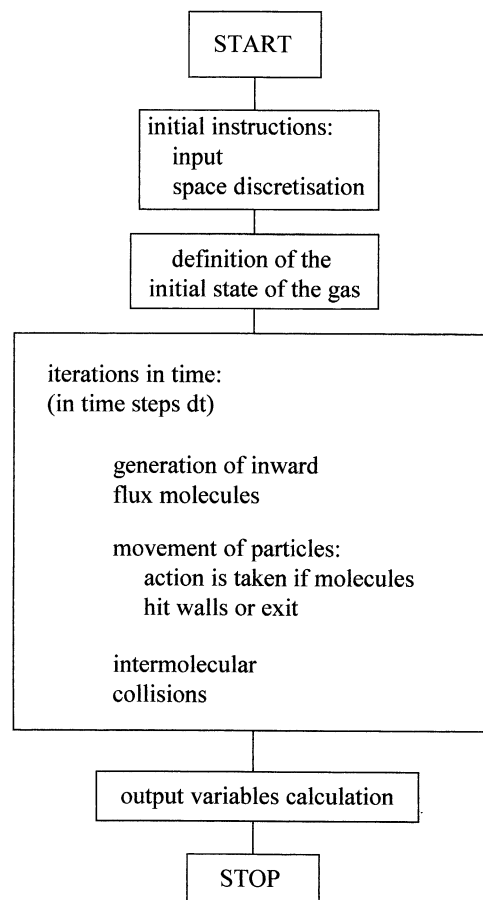 START
initial instructions:
input
space discretisation
definition of the
initial state of the gas
iterations in time:
(in time steps dt)
generation of inward
flux molecules
movement of particles:
action is taken if molecules
hit walls or exit
intermolecular
collisions
output variables calculation
STOP